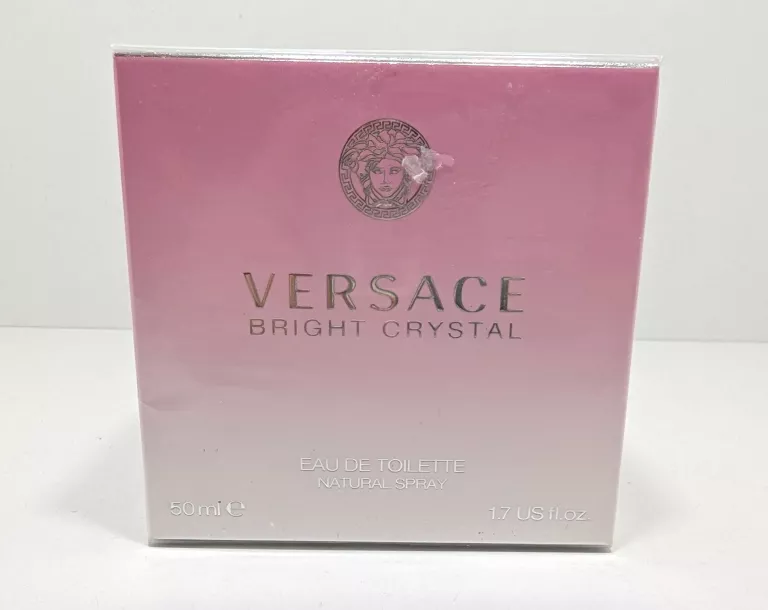 VERSACE
BRIGHT CRYSTAL
EAU DE TOILETTE
NATURAL SPRAY
50 ml ℮
1.7 US fl.oz.